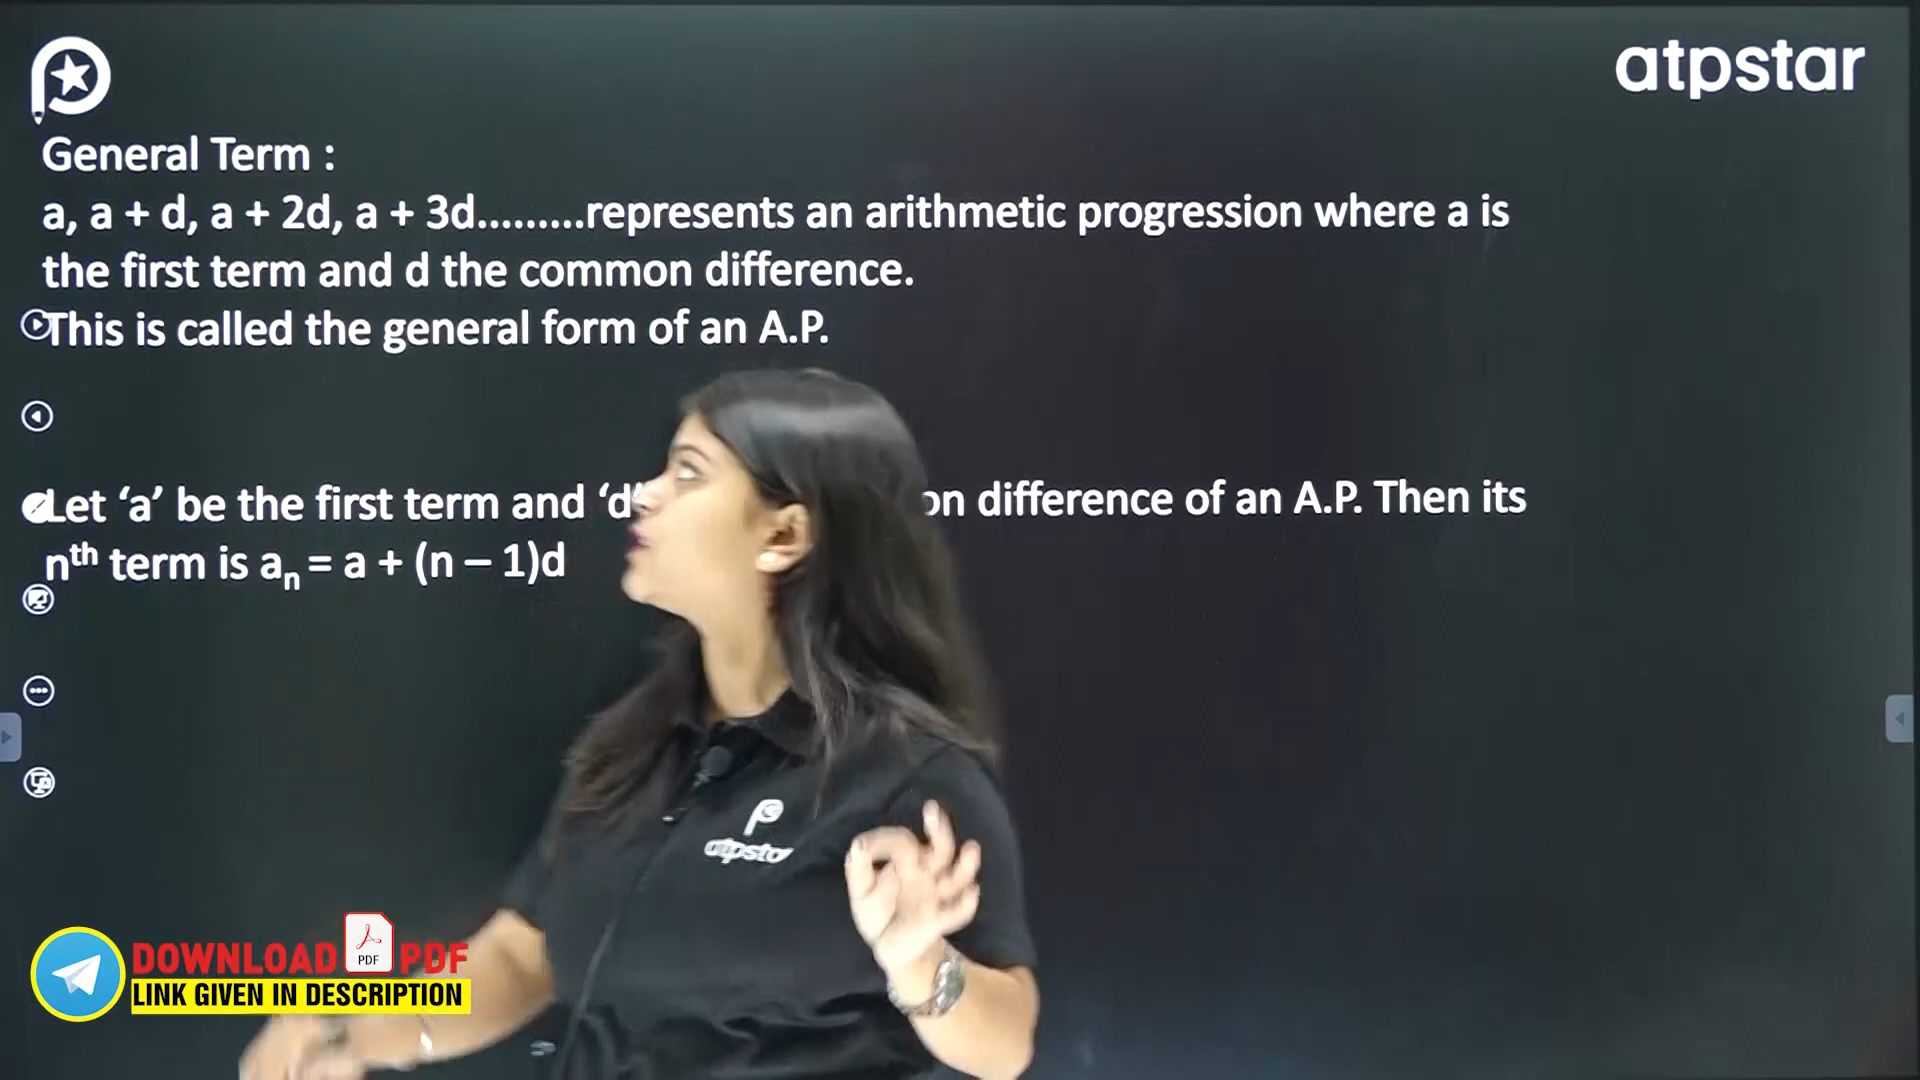 atpstar
General Term :
a, a + d, a + 2d, a + 3d.........represents an arithmetic progression where a is
the first term and d the common difference.
This is called the general form of an A.P.
Let ‘a’ be the first term and ‘d’ on difference of an A.P. Then its
nth term is an = a + (n – 1)d
atpstar
DOWNLOAD PDF PDF
LINK GIVEN IN DESCRIPTION